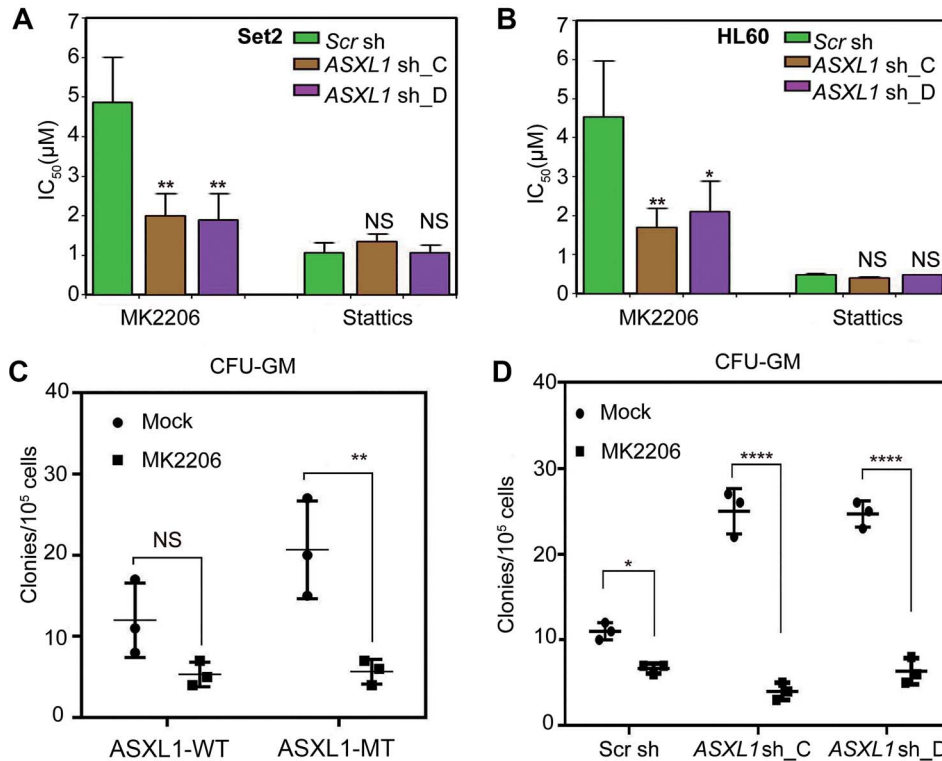 A
Set2
Scr sh
ASXL1 sh_C
ASXL1 sh_D
IC50(µM)
7
6
5
4
3
2
1
0
**
**
NS
NS
MK2206
Stattics
B
HL60
Scr sh
ASXL1 sh_C
ASXL1 sh_D
IC50(µM)
7
6
5
4
3
2
1
0
**
*
NS
NS
MK2206
Stattics
C
CFU-GM
Mock
MK2206
Clonies/10⁵ cells
40
30
20
10
0
NS
**
ASXL1-WT
ASXL1-MT
D
CFU-GM
Mock
MK2206
Clonies/10⁵ cells
40
30
20
10
0
*
****
****
Scr sh
ASXL1 sh_C
ASXL1 sh_D